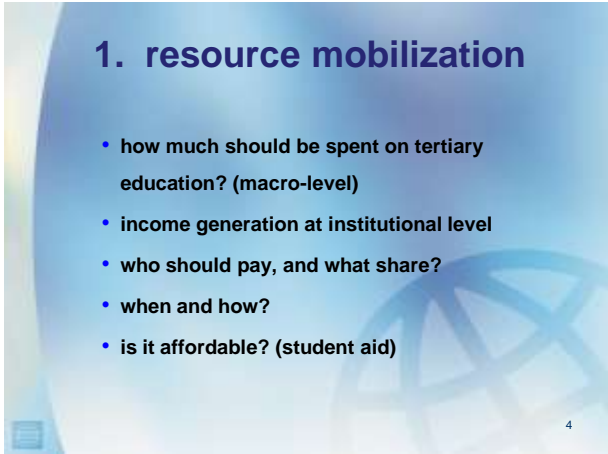 1. resource mobilization
• how much should be spent on tertiary
education? (macro-level)
• income generation at institutional level
• who should pay, and what share?
• when and how?
• is it affordable? (student aid)
4